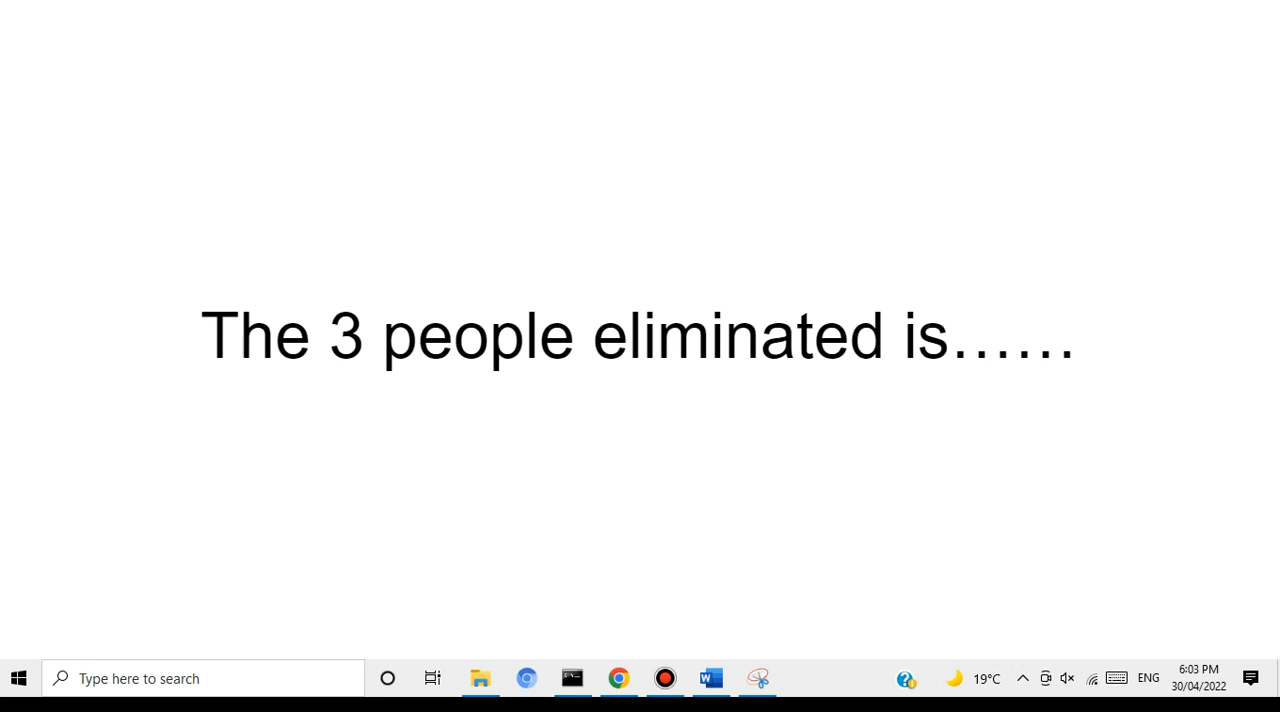 The 3 people eliminated is……
Type here to search
19°C
ENG
6:03 PM
30/04/2022